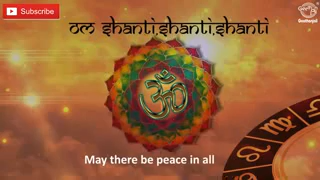 Subscribe
OM SHANTI,SHANTI,SHANTI
ॐ
May there be peace in all